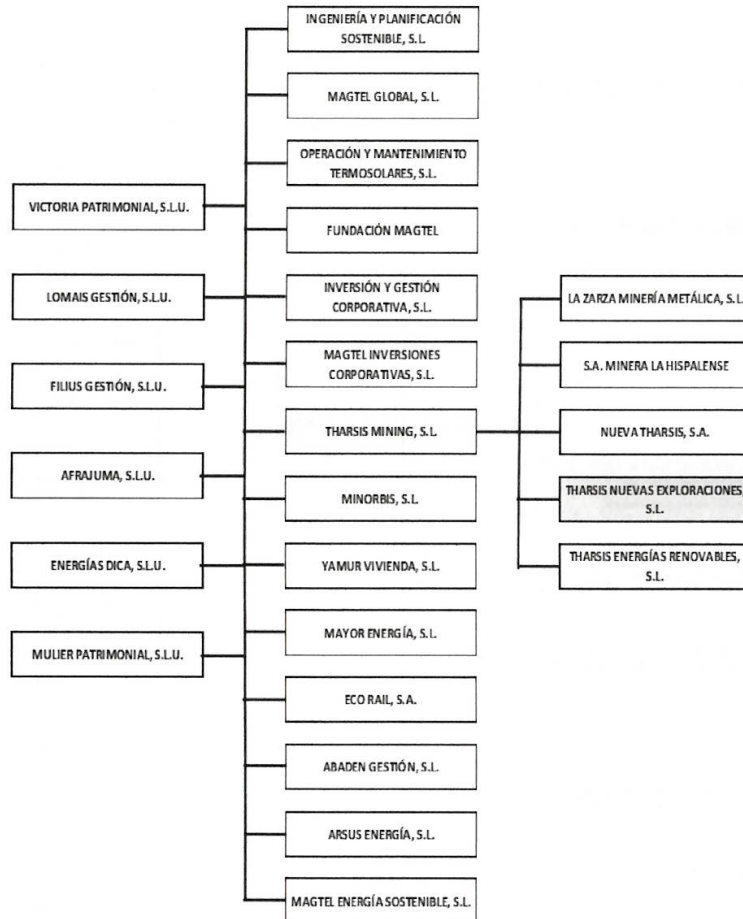 INGENIERÍA Y PLANIFICACIÓN
SOSTENIBLE, S.L.
MAGTEL GLOBAL, S.L.
OPERACIÓN Y MANTENIMIENTO
TERMOSOLARES, S.L.
VICTORIA PATRIMONIAL, S.L.U.
FUNDACIÓN MAGTEL
LOMAIS GESTIÓN, S.L.U.
INVERSIÓN Y GESTIÓN
CORPORATIVA, S.L.
LA ZARZA MINERÍA METÁLICA, S.L.
MAGTEL INVERSIONES
CORPORATIVAS, S.L.
S.A. MINERA LA HISPALENSE
FILIUS GESTIÓN, S.L.U.
THARSIS MINING, S.L.
NUEVA THARSIS, S.A.
AFRAJUMA, S.L.U.
MINORBIS, S.L.
THARSIS NUEVAS EXPLORACIONES,
S.L.
ENERGÍAS DICA, S.L.U.
YAMUR VIVIENDA, S.L.
THARSIS ENERGÍAS RENOVABLES,
S.L.
MULIER PATRIMONIAL, S.L.U.
MAYOR ENERGÍA, S.L.
ECO RAIL, S.A.
ABADEN GESTIÓN, S.L.
ARSUS ENERGÍA, S.L.
MAGTEL ENERGÍA SOSTENIBLE, S.L.